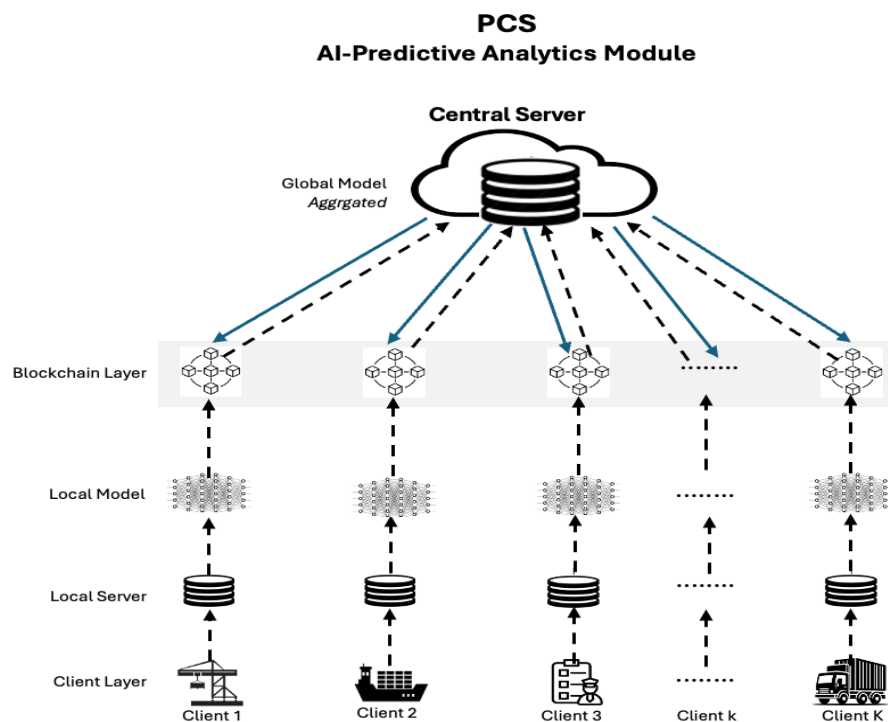 PCS
AI-Predictive Analytics Module
Central Server
Global Model
Aggrgated
Blockchain Layer
Local Model
Local Server
Client Layer
Client 1
Client 2
Client 3
Client k
Client K